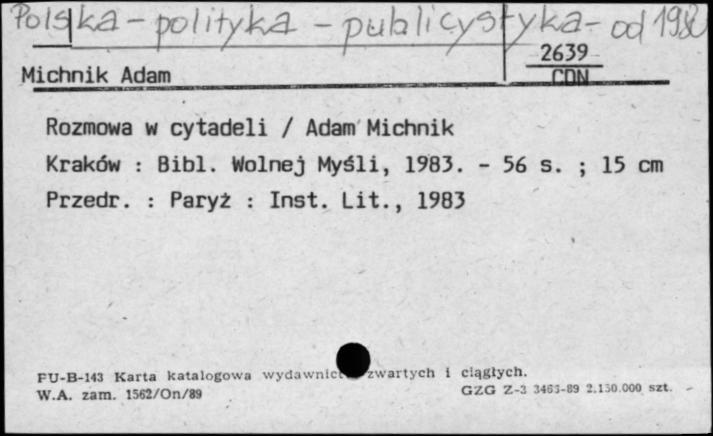 Polska - polityka - publicystyka - od 1980
2639
CDN
Michnik Adam
Rozmowa w cytadeli / Adam Michnik
Kraków : Bibl. Wolnej Myśli, 1983. - 56 s. ; 15 cm
Przedr. : Paryż : Inst. Lit., 1983
FU-B-143 Karta katalogowa wydawnict zwartych i ciągłych.
W.A. zam. 1562/On/89 GZG Z-3 3463-89 2.150.000 szt.